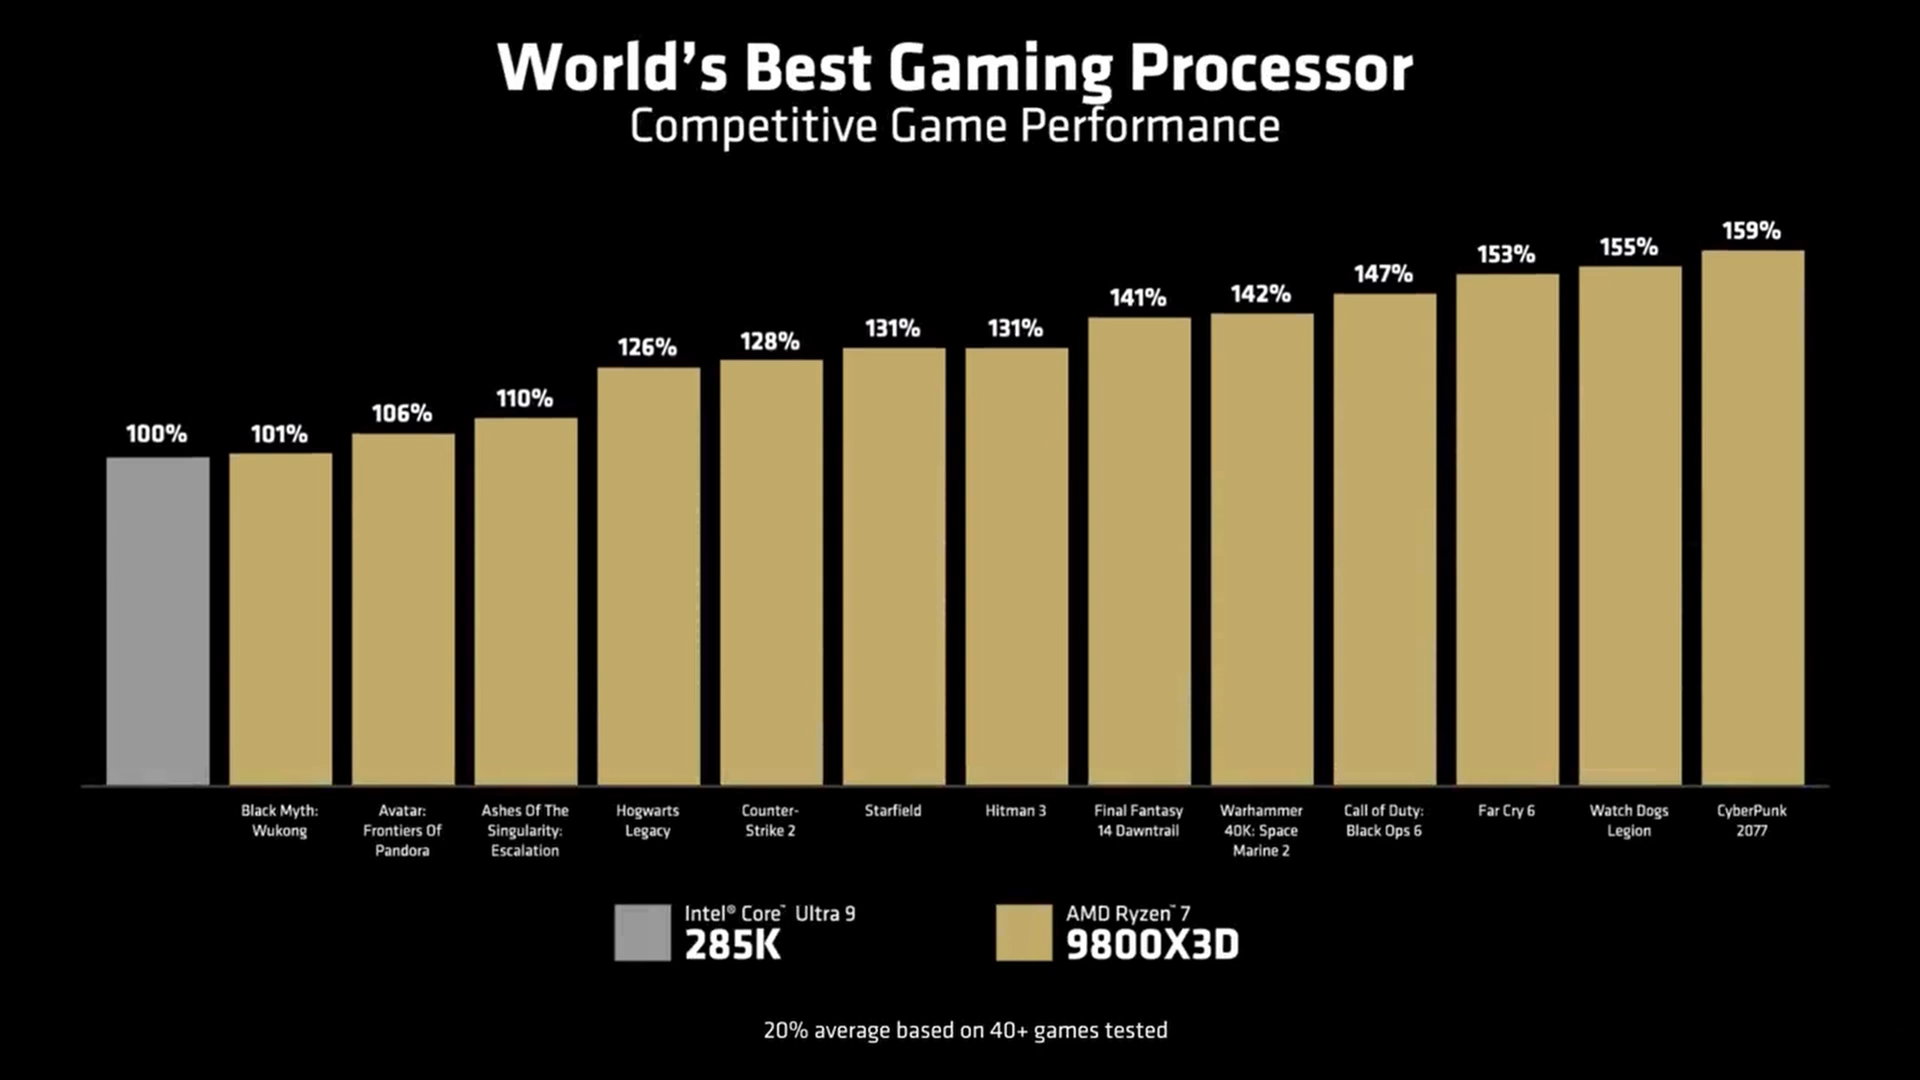 World's Best Gaming Processor
Competitive Game Performance
100%
101%
106%
110%
126%
128%
131%
131%
141%
142%
147%
153%
155%
159%
Black Myth:
Wukong
Avatar:
Frontiers Of
Pandora
Ashes Of The
Singularity:
Escalation
Hogwarts
Legacy
Counter-
Strike 2
Starfield
Hitman 3
Final Fantasy
14 Dawntrail
Warhammer
40K: Space
Marine 2
Call of Duty:
Black Ops 6
Far Cry 6
Watch Dogs
Legion
CyberPunk
2077
Intel® Core™ Ultra 9
285K
AMD Ryzen™ 7
9800X3D
20% average based on 40+ games tested